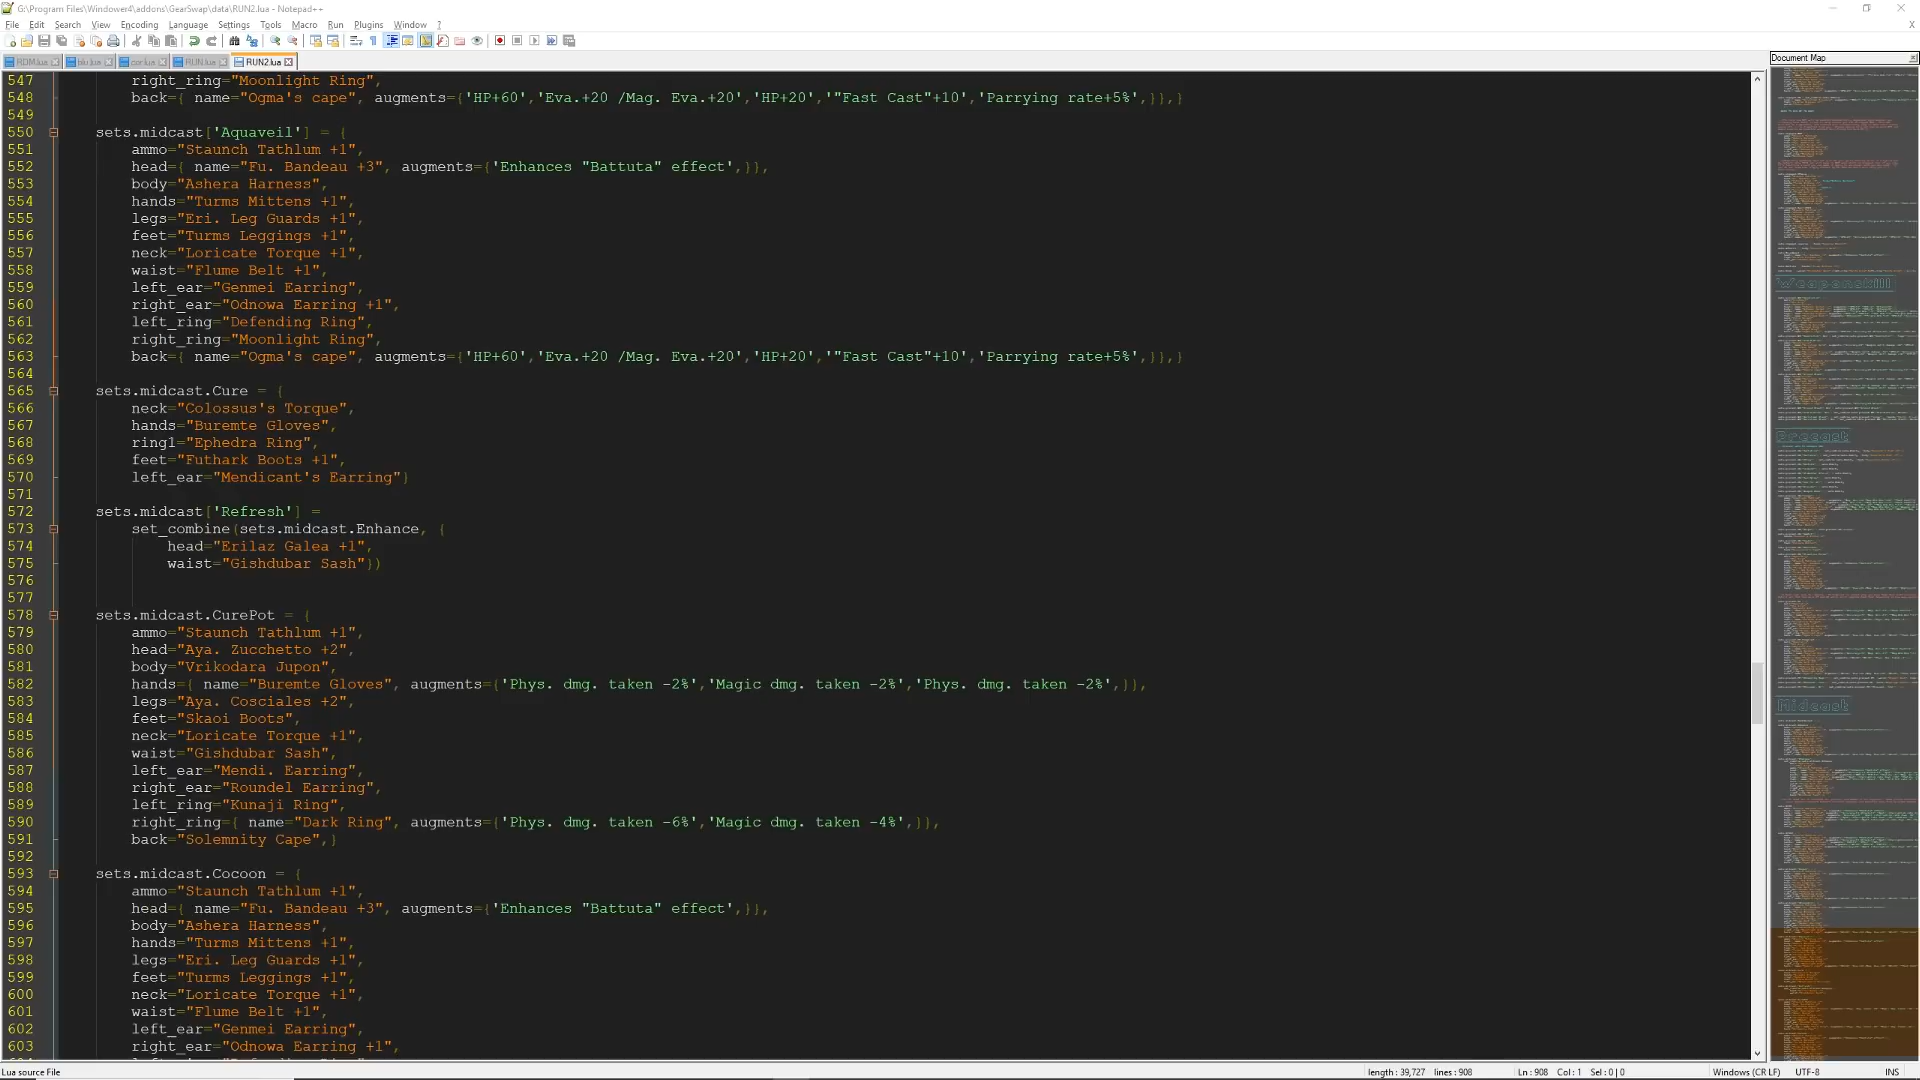 G:\Program Files\Windower4\addons\GearSwap\data\RUN2.lua - Notepad++
File Edit Search View Encoding Language Settings Tools Macro Run Plugins Window ?
RDM.lua blu.lua cor.lua RUN.lua RUN2.lua
Document Map
547 right_ring="Moonlight Ring",
548 back={ name="Ogma's cape", augments={'HP+60','Eva.+20 /Mag. Eva.+20','HP+20','"Fast Cast"+10','Parrying rate+5%',}},}
549
550 sets.midcast['Aquaveil'] = {
551 ammo="Staunch Tathlum +1",
552 head={ name="Fu. Bandeau +3", augments={'Enhances "Battuta" effect',}},
553 body="Ashera Harness",
554 hands="Turms Mittens +1",
555 legs="Eri. Leg Guards +1",
556 feet="Turms Leggings +1",
557 neck="Loricate Torque +1",
558 waist="Flume Belt +1",
559 left_ear="Genmei Earring",
560 right_ear="Odnowa Earring +1",
561 left_ring="Defending Ring",
562 right_ring="Moonlight Ring",
563 back={ name="Ogma's cape", augments={'HP+60','Eva.+20 /Mag. Eva.+20','HP+20','"Fast Cast"+10','Parrying rate+5%',}},}
564
565 sets.midcast.Cure = {
566 neck="Colossus's Torque",
567 hands="Buremte Gloves",
568 ring1="Ephedra Ring",
569 feet="Futhark Boots +1",
570 left_ear="Mendicant's Earring"}
571
572 sets.midcast['Refresh'] =
573 set_combine(sets.midcast.Enhance, {
574 head="Erilaz Galea +1",
575 waist="Gishdubar Sash"})
576
577
578 sets.midcast.CurePot = {
579 ammo="Staunch Tathlum +1",
580 head="Aya. Zucchetto +2",
581 body="Vrikodara Jupon",
582 hands={ name="Buremte Gloves", augments={'Phys. dmg. taken -2%','Magic dmg. taken -2%','Phys. dmg. taken -2%',}},
583 legs="Aya. Cosciales +2",
584 feet="Skaoi Boots",
585 neck="Loricate Torque +1",
586 waist="Gishdubar Sash",
587 left_ear="Mendi. Earring",
588 right_ear="Roundel Earring",
589 left_ring="Kunaji Ring",
590 right_ring={ name="Dark Ring", augments={'Phys. dmg. taken -6%','Magic dmg. taken -4%',}},
591 back="Solemnity Cape",}
592
593 sets.midcast.Cocoon = {
594 ammo="Staunch Tathlum +1",
595 head={ name="Fu. Bandeau +3", augments={'Enhances "Battuta" effect',}},
596 body="Ashera Harness",
597 hands="Turms Mittens +1",
598 legs="Eri. Leg Guards +1",
599 feet="Turms Leggings +1",
600 neck="Loricate Torque +1",
601 waist="Flume Belt +1",
602 left_ear="Genmei Earring",
603 right_ear="Odnowa Earring +1",
Weaponskill
Precast
Midcast
Lua source File length : 39,727 lines : 908 Ln : 908 Col : 1 Sel : 0 | 0 Windows (CR LF) UTF-8 INS